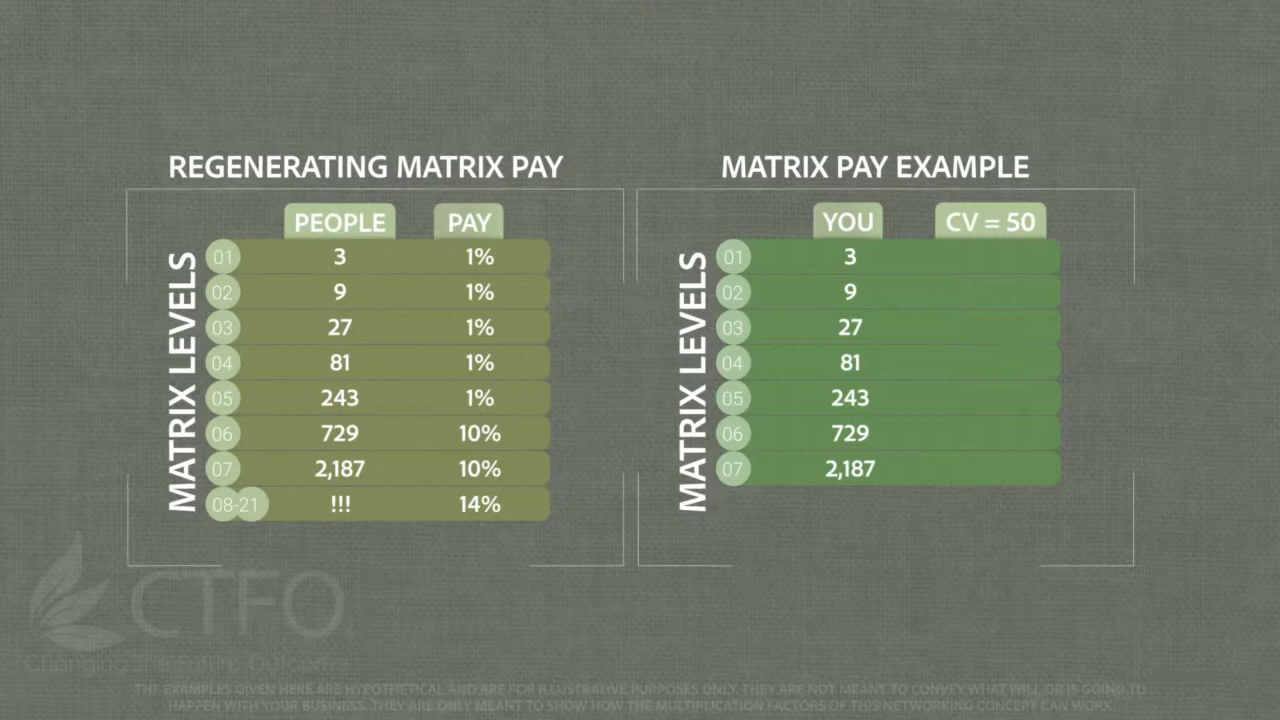 REGENERATING MATRIX PAY
PEOPLE PAY
MATRIX LEVELS
01 3 1%
02 9 1%
03 27 1%
04 81 1%
05 243 1%
06 729 10%
07 2,187 10%
08-21 !!! 14%
MATRIX PAY EXAMPLE
YOU CV = 50
MATRIX LEVELS
01 3
02 9
03 27
04 81
05 243
06 729
07 2,187
CTFO
Changing The Future Outcome
THE EXAMPLES GIVEN HERE ARE HYPOTHETICAL AND ARE FOR ILLUSTRATIVE PURPOSES ONLY. THEY ARE NOT MEANT TO CONVEY WHAT WILL OR IS GOING TO
HAPPEN WITH YOUR BUSINESS. THEY ARE ONLY MEANT TO SHOW HOW THE MULTIPLICATION FACTORS OF THIS NETWORKING CONCEPT CAN WORK.